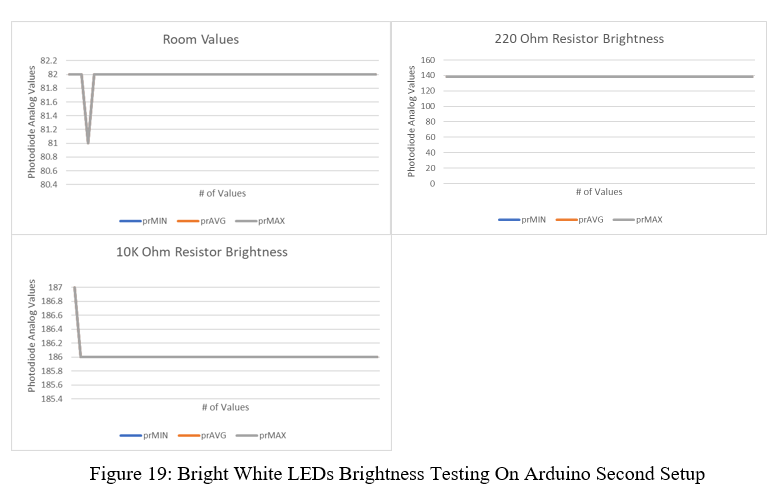 Room Values
Photodiode Analog Values
82.2
82
81.8
81.6
81.4
81.2
81
80.8
80.6
80.4
# of Values
prMIN prAVG prMAX
220 Ohm Resistor Brightness
Photodiode Analog Values
160
140
120
100
80
60
40
20
0
# of Values
prMIN prAVG prMAX
10K Ohm Resistor Brightness
Photodiode Analog Values
187
186.8
186.6
186.4
186.2
186
185.8
185.6
185.4
# of Values
prMIN prAVG prMAX
Figure 19: Bright White LEDs Brightness Testing On Arduino Second Setup